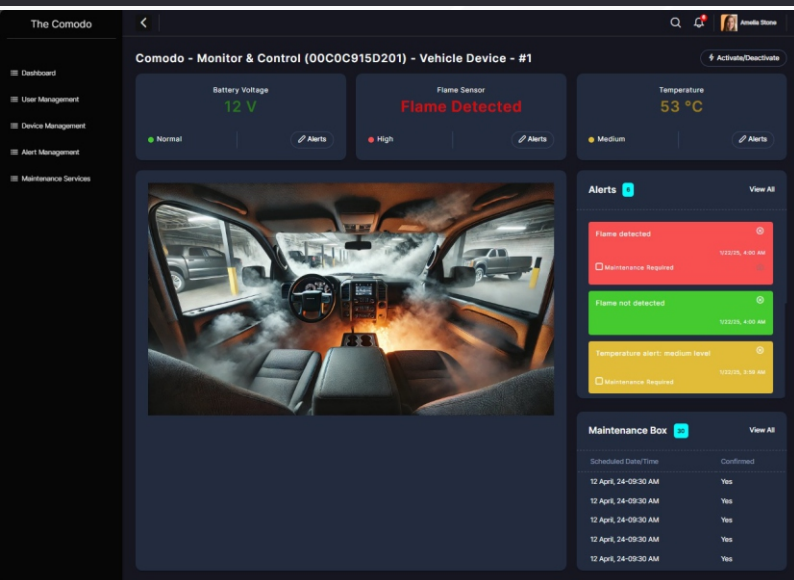 The Comodo
Amelia Stone
Comodo - Monitor & Control (00C0C915D201) - Vehicle Device - #1
Activate/Deactivate
Dashboard
User Management
Device Management
Alert Management
Maintenance Services
Battery Voltage
12 V
Normal
Alerts
Flame Sensor
Flame Detected
High
Alerts
Temperature
53 °C
Medium
Alerts
Alerts
View All
Flame detected
1/22/25, 4:00 AM
Maintenance Required
Flame not detected
1/22/25, 4:00 AM
Temperature alert: medium level
Maintenance Required
Maintenance Box 30
View All
Scheduled Date/Time
Confirmed
12 April, 24-09:30 AM Yes
12 April, 24-09:30 AM Yes
12 April, 24-09:30 AM Yes
12 April, 24-09:30 AM Yes
12 April, 24-09:30 AM Yes